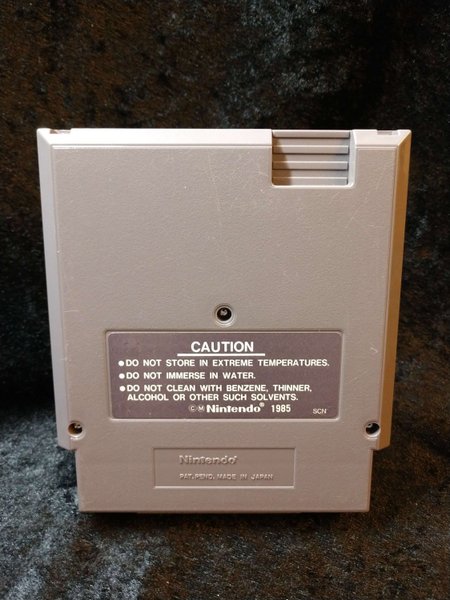 CAUTION
●DO NOT STORE IN EXTREME TEMPERATURES.
●DO NOT IMMERSE IN WATER.
●DO NOT CLEAN WITH BENZENE, THINNER,
ALCOHOL OR OTHER SUCH SOLVENTS.
©Ⓜ Nintendo® 1985 SCN
Nintendo®
PAT. PEND. MADE IN JAPAN